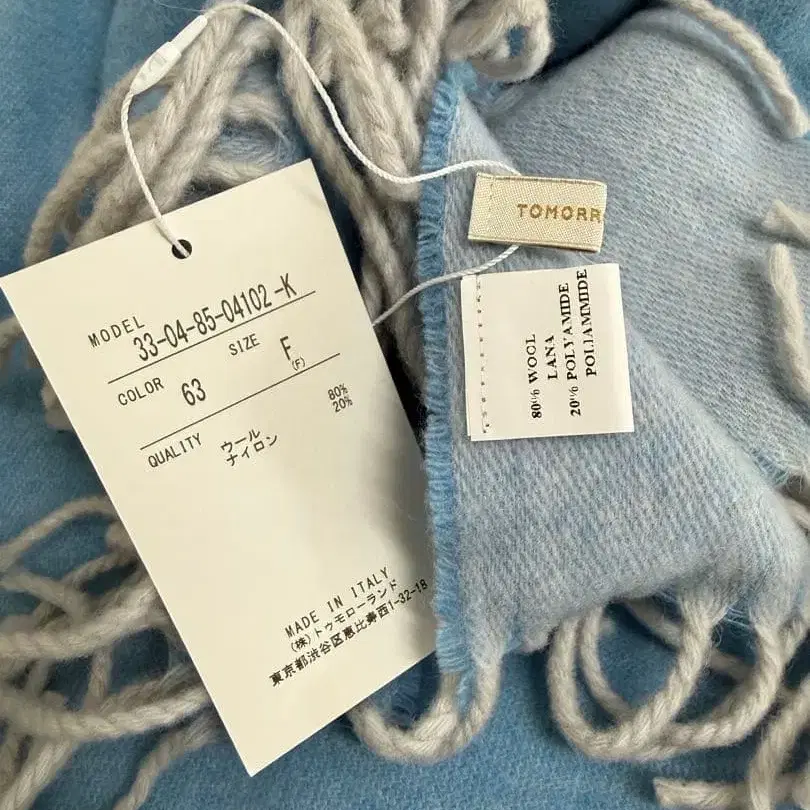 MODEL 33-04-85-04102-K
SIZE F
(F)
COLOR 63
QUALITY ウール 80%
ナイロン 20%
MADE IN ITALY
(株)トゥモローランド
東京都渋谷区恵比寿西1-32-18
TOMORR
80% WOOL
LANA
20% POLYAMIDE
POLIAMMIDE